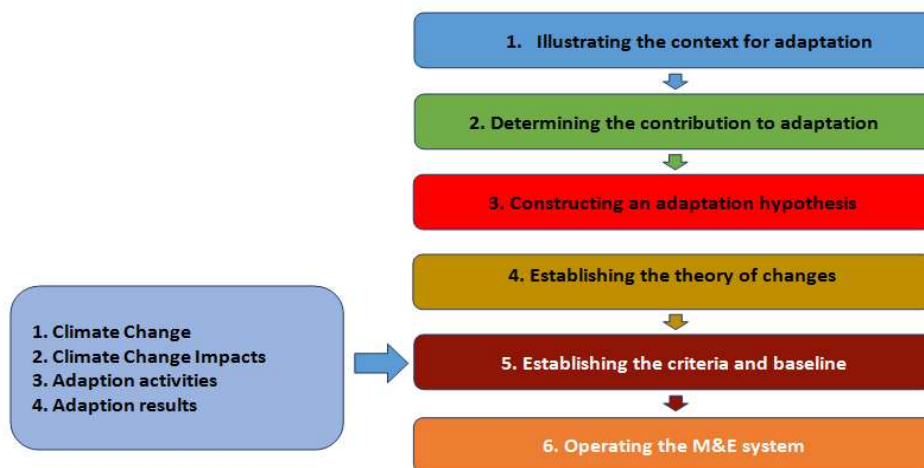 1. Illustrating the context for adaptation
2. Determining the contribution to adaptation
3. Constructing an adaptation hypothesis
4. Establishing the theory of changes
1. Climate Change
2. Climate Change Impacts
3. Adaption activities
4. Adaption results
5. Establishing the criteria and baseline
6. Operating the M&E system